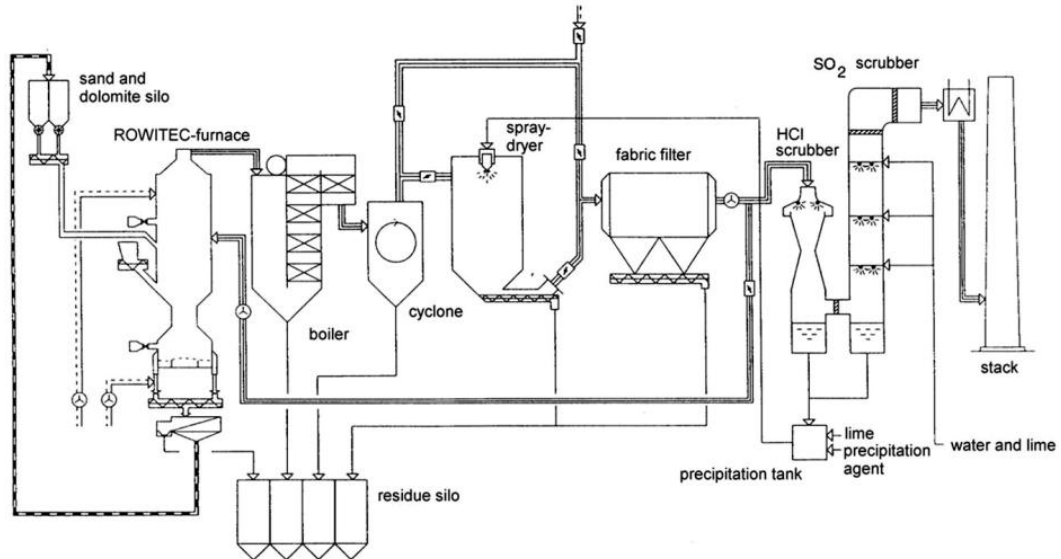 SO2 scrubber
sand and
dolomite silo
ROWITEC-furnace
spray-
dryer
fabric filter
HCl
scrubber
boiler
cyclone
stack
lime
precipitation
agent
water and lime
precipitation tank
residue silo